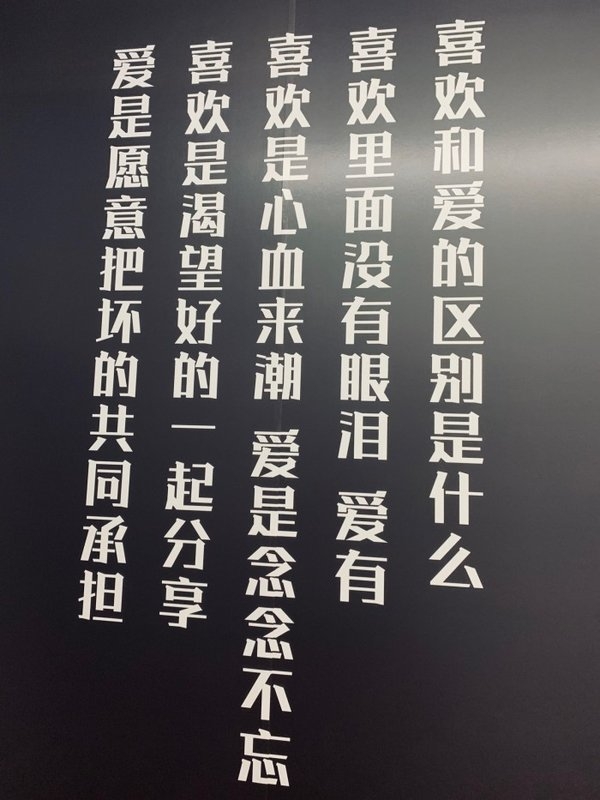 喜欢和爱的区别是什么
喜欢里面没有眼泪 爱有
喜欢是心血来潮 爱是念念不忘
喜欢是渴望好的一起分享
爱是愿意把坏的共同承担